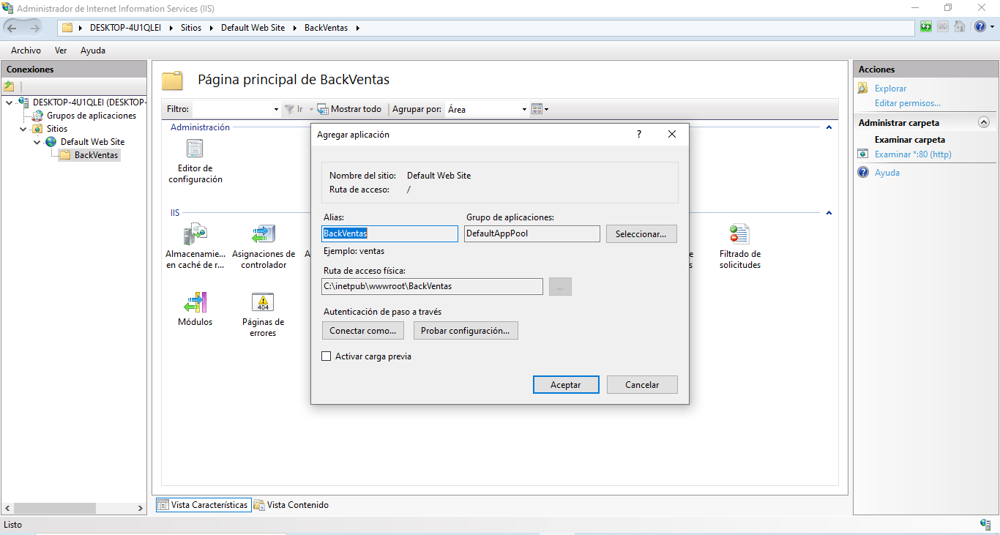 Administrador de Internet Information Services (IIS)
DESKTOP-4U1QLEI
Sitios
Default Web Site
BackVentas
Archivo
Ver
Ayuda
Conexiones
DESKTOP-4U1QLEI (DESKTOP-
Grupos de aplicaciones
Sitios
Default Web Site
BackVentas
Página principal de BackVentas
Filtro:
Ir
Mostrar todo
Agrupar por:
Área
Administración
Editor de
configuración
IIS
Almacenamie...
en caché de r...
Asignaciones de
controlador
Filtrado de
solicitudes
Módulos
404
Páginas de
errores
Agregar aplicación
?
Nombre del sitio: Default Web Site
Ruta de acceso: /
Alias:
BackVentas
Ejemplo: ventas
Grupo de aplicaciones:
DefaultAppPool
Seleccionar...
Ruta de acceso física:
C:\inetpub\wwwroot\BackVentas
...
Autenticación de paso a través
Conectar como...
Probar configuración...
Activar carga previa
Aceptar
Cancelar
Vista Características
Vista Contenido
Acciones
Explorar
Editar permisos...
Administrar carpeta
Examinar carpeta
Examinar *:80 (http)
Ayuda
Listo